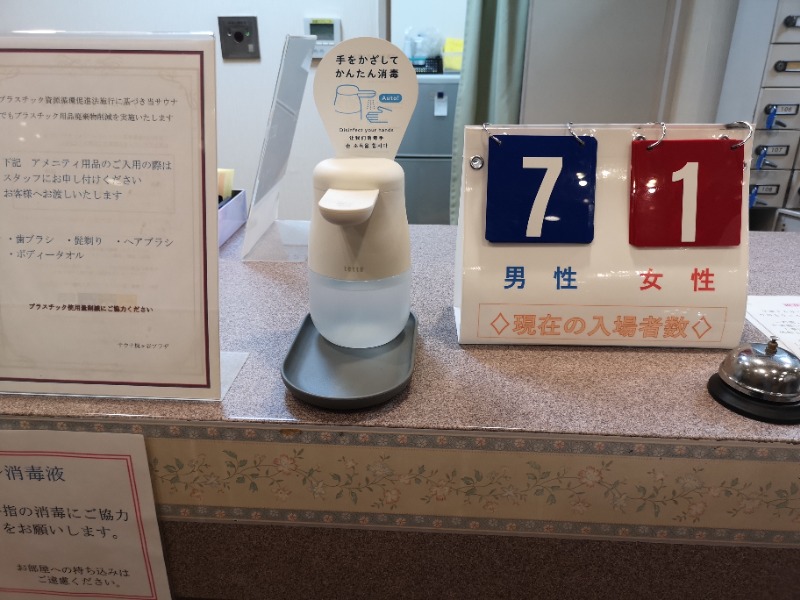 プラスチック資源循環促進法施行に基づき当サウナ
でもプラスチック用品廃棄物削減を実施いたします
下記 アメニティ用品のご入用の際は
スタッフにお申し付けください
お客様へお渡しいたします
・歯ブラシ ・髭剃り ・ヘアブラシ
・ボディータオル
プラスチック使用量削減にご協力ください
手をかざして
かんたん消毒
Auto!
Disinfect your hands
7
1
男性
女性
◇現在の入場者数◇
106
107
消毒液
指の消毒にご協力
をお願いします。
お部屋への持ち込みは
ご遠慮ください。